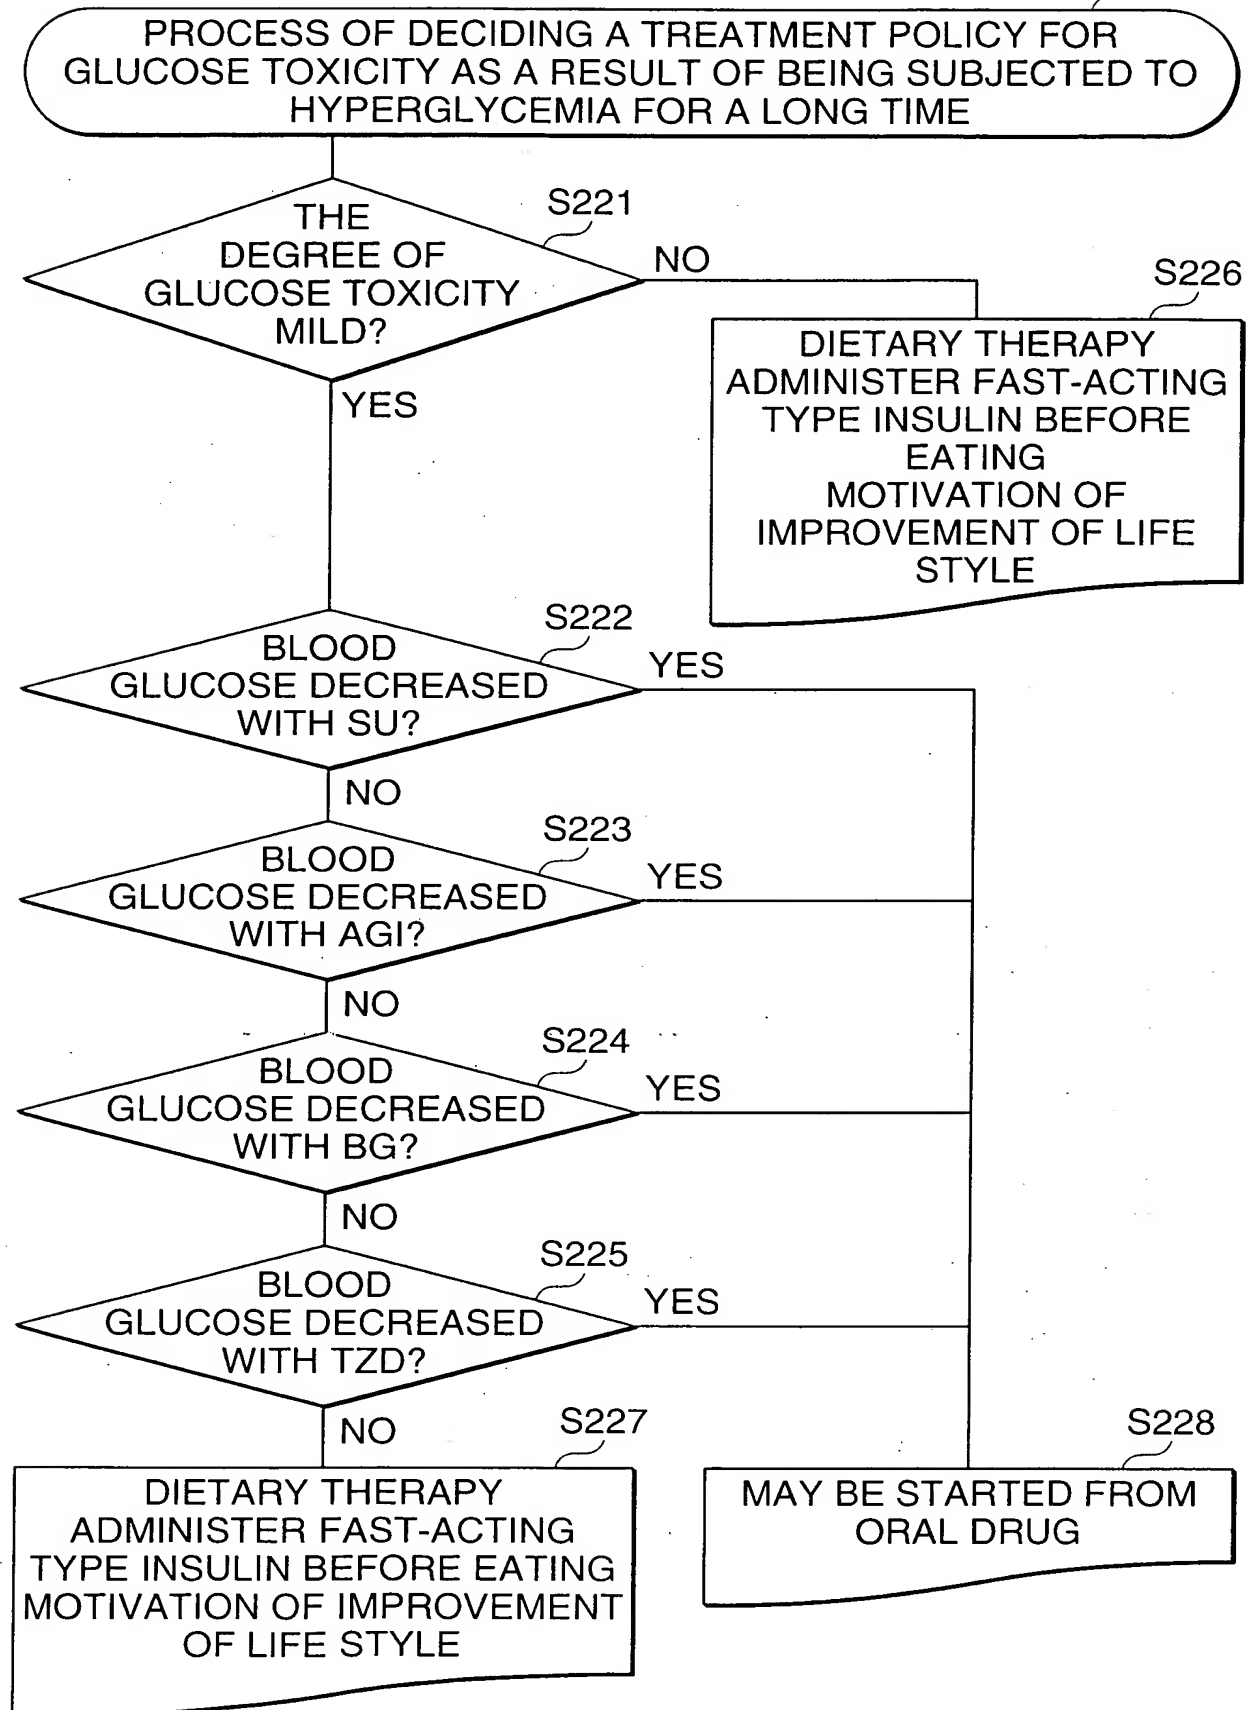 PROCESS OF DECIDING A TREATMENT POLICY FOR
GLUCOSE TOXICITY AS A RESULT OF BEING SUBJECTED TO
HYPERGLYCEMIA FOR A LONG TIME
S221
THE
DEGREE OF
GLUCOSE TOXICITY
MILD?
NO
YES
S226
DIETARY THERAPY
ADMINISTER FAST-ACTING
TYPE INSULIN BEFORE
EATING
MOTIVATION OF
IMPROVEMENT OF LIFE
STYLE
S222
BLOOD
GLUCOSE DECREASED
WITH SU?
YES
NO
S223
BLOOD
GLUCOSE DECREASED
WITH AGI?
YES
NO
S224
BLOOD
GLUCOSE DECREASED
WITH BG?
YES
NO
S225
BLOOD
GLUCOSE DECREASED
WITH TZD?
YES
NO
S227
DIETARY THERAPY
ADMINISTER FAST-ACTING
TYPE INSULIN BEFORE EATING
MOTIVATION OF IMPROVEMENT
OF LIFE STYLE
S228
MAY BE STARTED FROM
ORAL DRUG